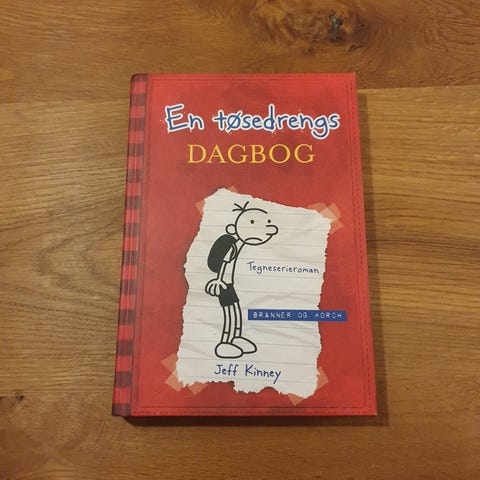 En tøsedrengs
DAGBOG
Tegneserieroman
BRANNER OG KORCH
Jeff Kinney